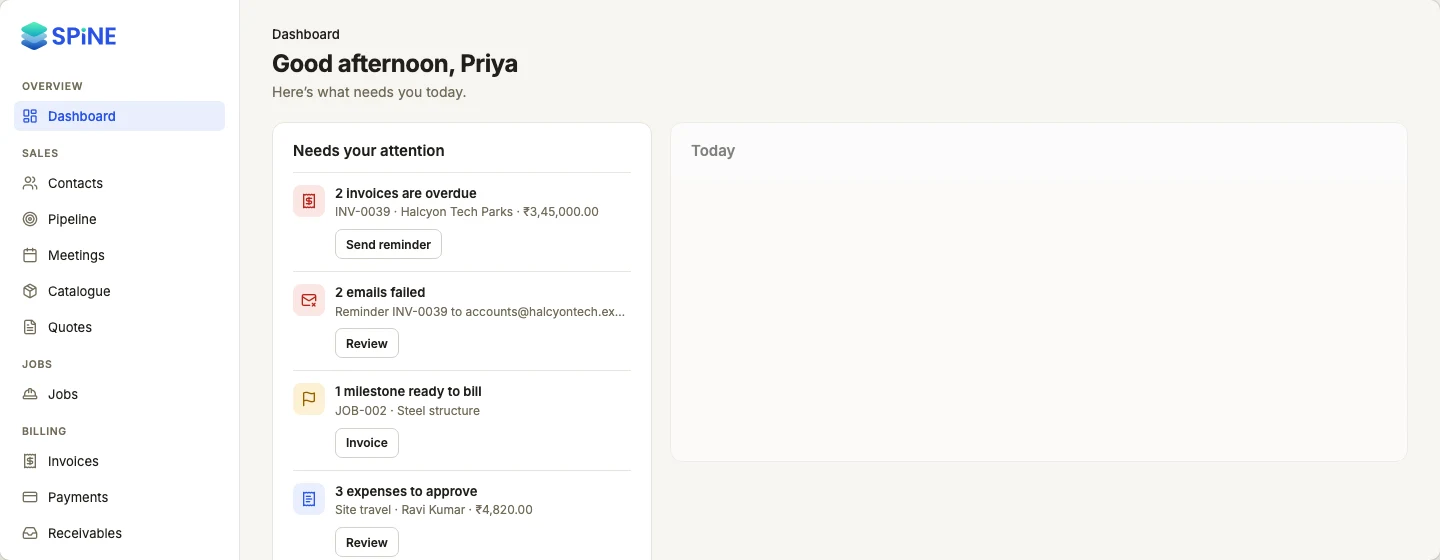 SPiNE
OVERVIEW
Dashboard
SALES
Contacts
Pipeline
Meetings
Catalogue
Quotes
JOBS
Jobs
BILLING
Invoices
Payments
Receivables
Dashboard
Good afternoon, Priya
Here’s what needs you today.
Needs your attention
2 invoices are overdue
INV-0039 · Halcyon Tech Parks · ₹3,45,000.00
Send reminder
2 emails failed
Reminder INV-0039 to accounts@halcyontech.ex…
Review
1 milestone ready to bill
JOB-002 · Steel structure
Invoice
3 expenses to approve
Site travel · Ravi Kumar · ₹4,820.00
Review
Today